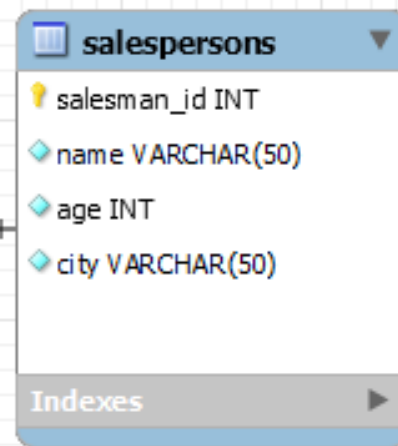 salespersons
salesman_id INT
name VARCHAR(50)
age INT
city VARCHAR(50)
Indexes